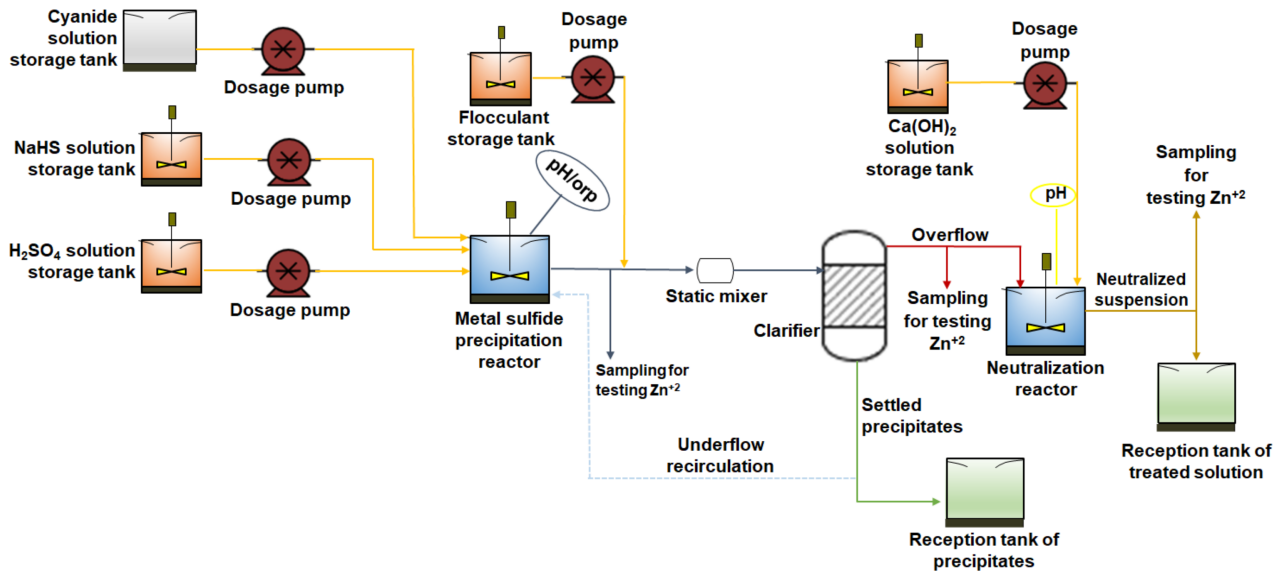 Cyanide
solution
storage tank
Dosage pump
NaHS solution
storage tank
Dosage pump
H2SO4 solution
storage tank
Dosage pump
Flocculant
storage tank
Dosage
pump
pH/orp
Metal sulfide
precipitation
reactor
Sampling for
testing Zn+2
Static mixer
Clarifier
Underflow
recirculation
Settled
precipitates
Reception tank of
precipitates
Overflow
Sampling
for testing
Zn+2
Ca(OH)2
solution
storage tank
Dosage
pump
pH
Neutralization
reactor
Neutralized
suspension
Sampling
for
testing Zn+2
Reception tank of
treated solution